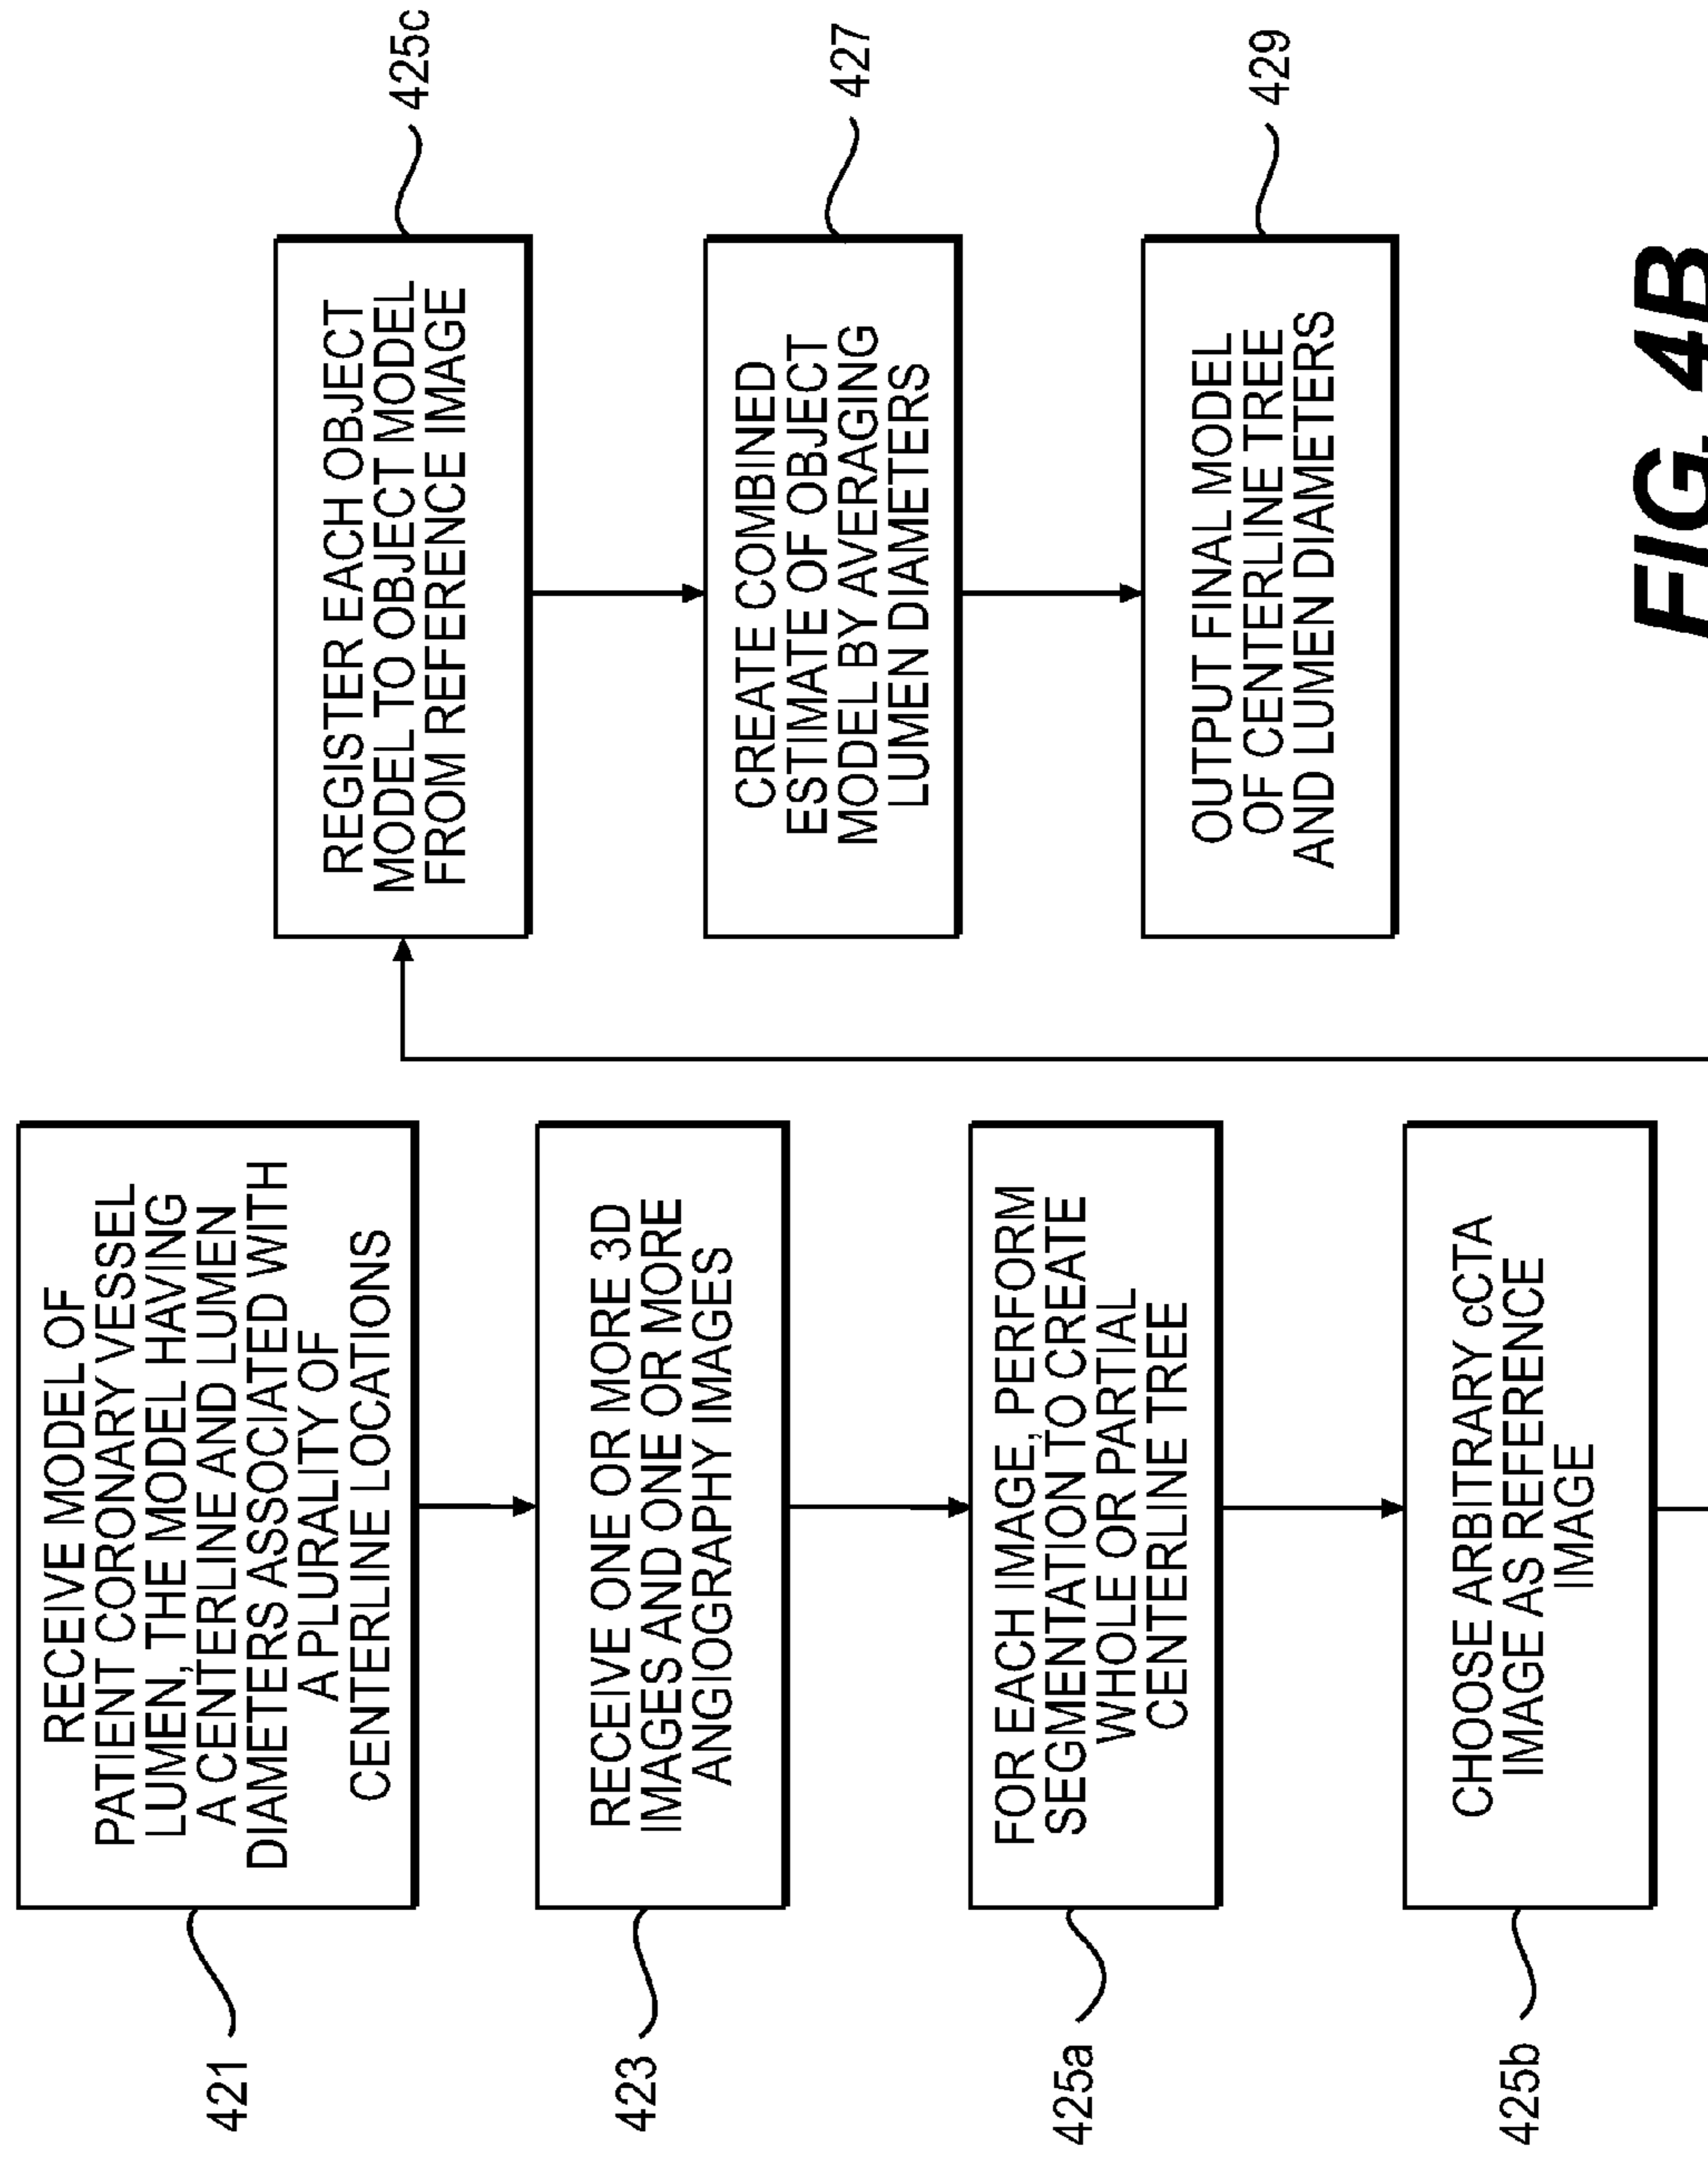 RECEIVE MODEL OF
PATIENT CORONARY VESSEL
LUMEN, THE MODEL HAVING
A CENTERLINE AND LUMEN
DIAMETERS ASSOCIATED WITH
A PLURALITY OF
CENTERLINE LOCATIONS
421
RECEIVE ONE OR MORE 3D
IMAGES AND ONE OR MORE
ANGIOGRAPHY IMAGES
423
FOR EACH IMAGE, PERFORM
SEGMENTATION TO CREATE
WHOLE OR PARTIAL
CENTERLINE TREE
425a
CHOOSE ARBITRARY cCTA
IMAGE AS REFERENCE
IMAGE
425b
REGISTER EACH OBJECT
MODEL TO OBJECT MODEL
FROM REFERENCE IMAGE
425c
CREATE COMBINED
ESTIMATE OF OBJECT
MODEL BY AVERAGING
LUMEN DIAMETERS
427
OUTPUT FINAL MODEL
OF CENTERLINE TREE
AND LUMEN DIAMETERS
429
FIG. 4B